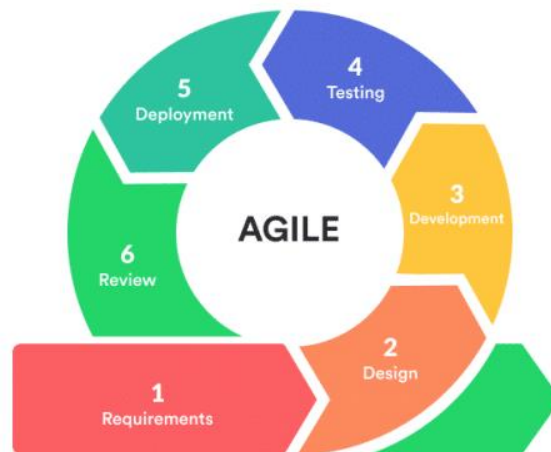 AGILE
1
Requirements
2
Design
3
Development
4
Testing
5
Deployment
6
Review